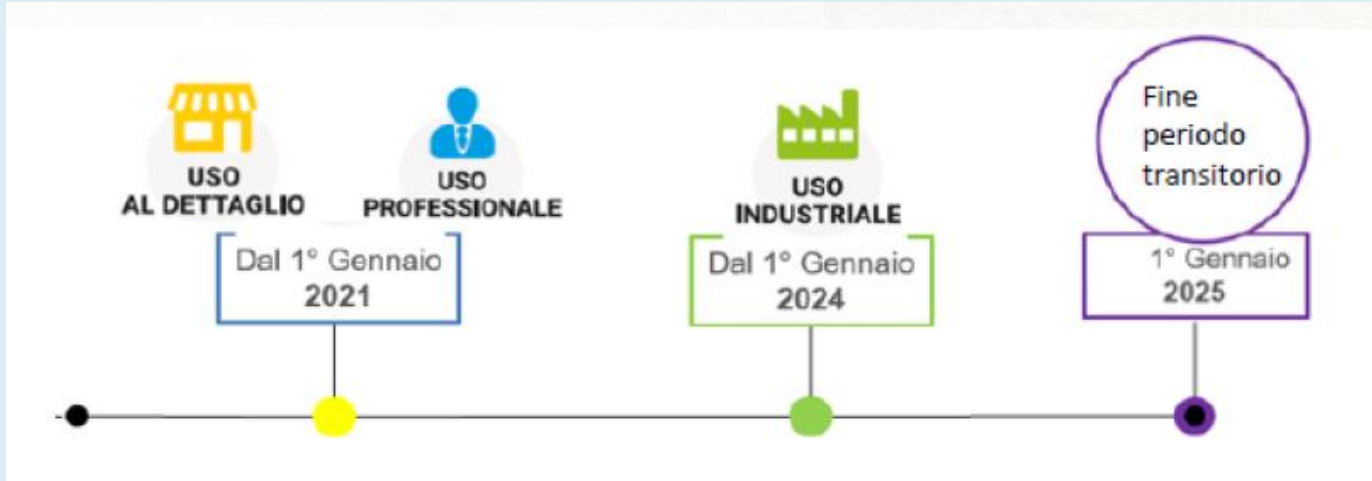 USO
AL DETTAGLIO
USO
PROFESSIONALE
Dal 1° Gennaio
2021
USO
INDUSTRIALE
Dal 1° Gennaio
2024
Fine
periodo
transitorio
1° Gennaio
2025